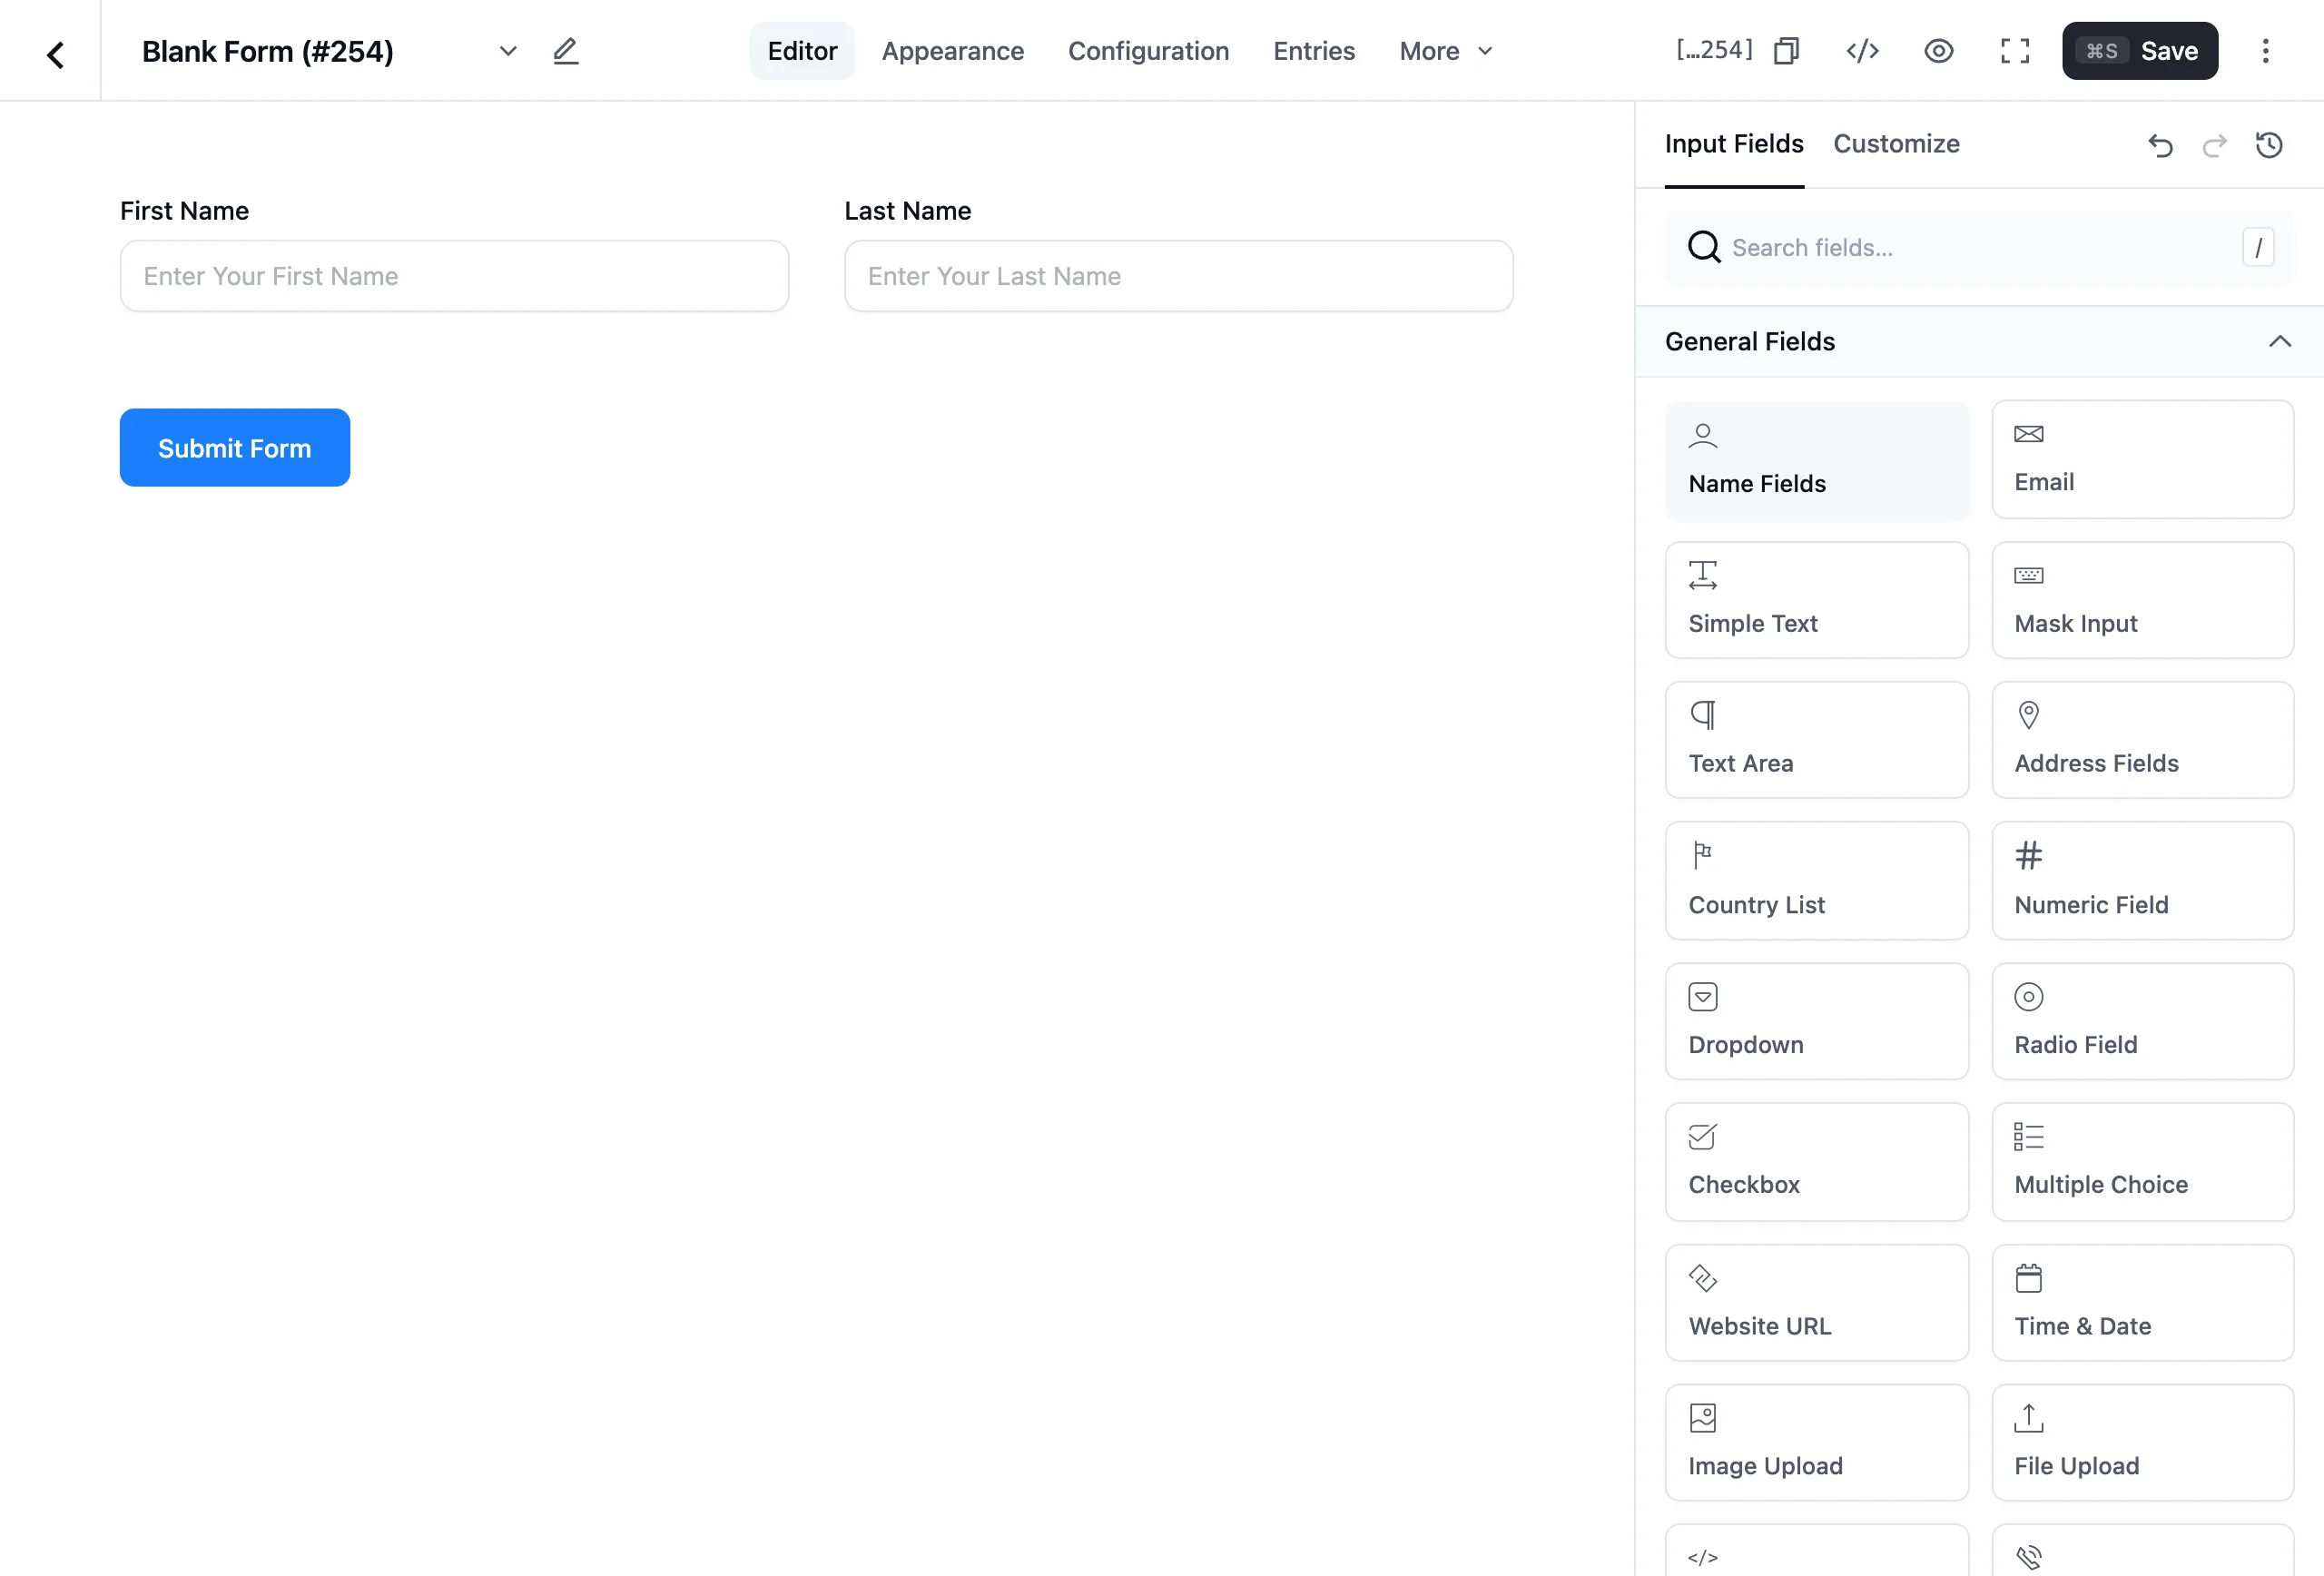 Blank Form (#254)
Editor
Appearance
Configuration
Entries
More
[…254]
⌘S Save
Input Fields
Customize
Search fields...
/
General Fields
First Name
Last Name
Enter Your First Name
Enter Your Last Name
Submit Form
Name Fields
Email
Simple Text
Mask Input
Text Area
Address Fields
Country List
Numeric Field
Dropdown
Radio Field
Checkbox
Multiple Choice
Website URL
Time & Date
Image Upload
File Upload